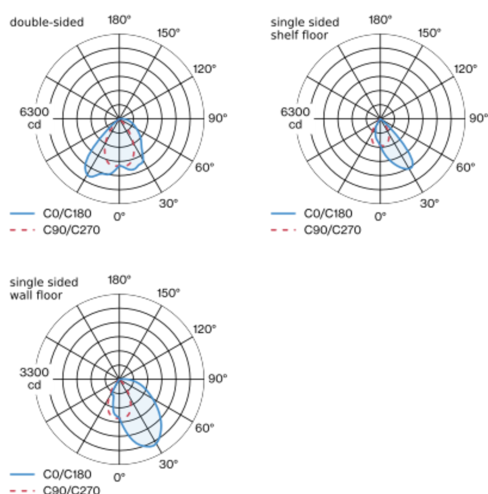 double-sided
180°
150°
120°
6300
cd
90°
60°
30°
0°
C0/C180
C90/C270
single sided
shelf floor
180°
150°
120°
6300
cd
90°
60°
30°
0°
C0/C180
C90/C270
single sided
wall floor
180°
150°
120°
3300
cd
90°
60°
30°
0°
C0/C180
C90/C270